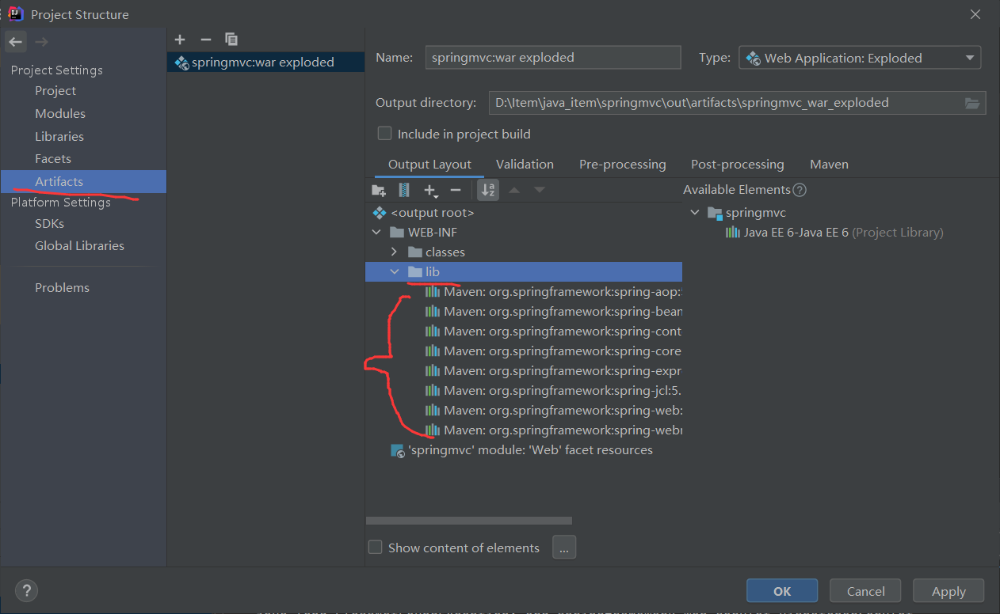 Project Structure
Project Settings
Project
Modules
Libraries
Facets
Artifacts
Platform Settings
SDKs
Global Libraries
Problems
springmvc:war exploded
Name: springmvc:war exploded Type: Web Application: Exploded
Output directory: D:\Item\java_item\springmvc\out\artifacts\springmvc_war_exploded
Include in project build
Output Layout Validation Pre-processing Post-processing Maven
Available Elements ?
<output root>
WEB-INF
classes
lib
Maven: org.springframework:spring-aop:
Maven: org.springframework:spring-bean
Maven: org.springframework:spring-cont
Maven: org.springframework:spring-core
Maven: org.springframework:spring-expr
Maven: org.springframework:spring-jcl:5.
Maven: org.springframework:spring-web:
Maven: org.springframework:spring-web
'springmvc' module: 'Web' facet resources
springmvc
Java EE 6-Java EE 6 (Project Library)
Show content of elements ...
? OK Cancel Apply